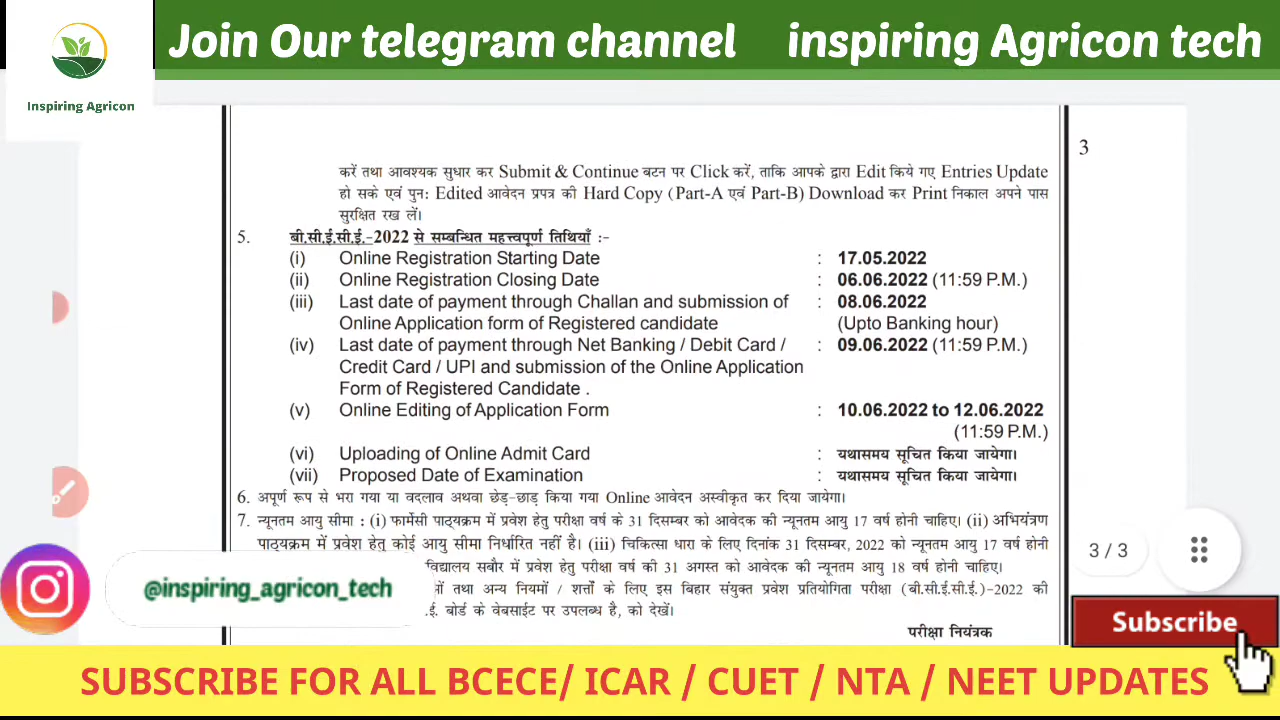 Join Our telegram channel inspiring Agricon tech
Inspiring Agricon
3
करें तथा आवश्यक सुधार कर Submit & Continue बटन पर Click करें, ताकि आपके द्वारा Edit किये गए Entries Update
हो सके एवं पुन: Edited आवेदन प्रपत्र की Hard Copy (Part-A एवं Part-B) Download कर Print निकाल अपने पास
सुरक्षित रख लें।
5. बी.सी.ई.सी.ई.-2022 से सम्बन्धित महत्त्वपूर्ण तिथियाँ :-
(i) Online Registration Starting Date : 17.05.2022
(ii) Online Registration Closing Date : 06.06.2022 (11:59 P.M.)
(iii) Last date of payment through Challan and submission of : 08.06.2022
Online Application form of Registered candidate (Upto Banking hour)
(iv) Last date of payment through Net Banking / Debit Card / : 09.06.2022 (11:59 P.M.)
Credit Card / UPI and submission of the Online Application
Form of Registered Candidate .
(v) Online Editing of Application Form : 10.06.2022 to 12.06.2022
(11:59 P.M.)
(vi) Uploading of Online Admit Card : यथासमय सूचित किया जायेगा।
(vii) Proposed Date of Examination : यथासमय सूचित किया जायेगा।
6. अपूर्ण रूप से भरा गया या वदलाव अथवा छेड़-छाड़ किया गया Online आवेदन अस्वीकृत कर दिया जायेगा।
7. न्यूनतम आयु सीमा : (i) फार्मेसी पाठ्यक्रम में प्रवेश हेतु परीक्षा वर्ष के 31 दिसम्बर को आवेदक की न्यूनतम आयु 17 वर्ष होनी चाहिए। (ii) अभियंत्रण
पाठ्यक्रम में प्रवेश हेतु कोई आयु सीमा निर्धारित नहीं है। (iii) चिकित्सा धारा के लिए दिनांक 31 दिसम्बर, 2022 को न्यूनतम आयु 17 वर्ष होनी
विद्यालय सबौर में प्रवेश हेतु परीक्षा वर्ष की 31 अगस्त को आवेदक की न्यूनतम आयु 18 वर्ष होनी चाहिए।
तथा अन्य नियमों / शर्त्तों के लिए इस बिहार संयुक्त प्रवेश प्रतियोगिता परीक्षा (बी.सी.ई.सी.ई.)-2022 की
.ई. बोर्ड के वेबसाईट पर उपलब्ध है, को देखें।
परीक्षा नियंत्रक
3 / 3
@inspiring_agricon_tech
Subscribe
SUBSCRIBE FOR ALL BCECE/ ICAR / CUET / NTA / NEET UPDATES